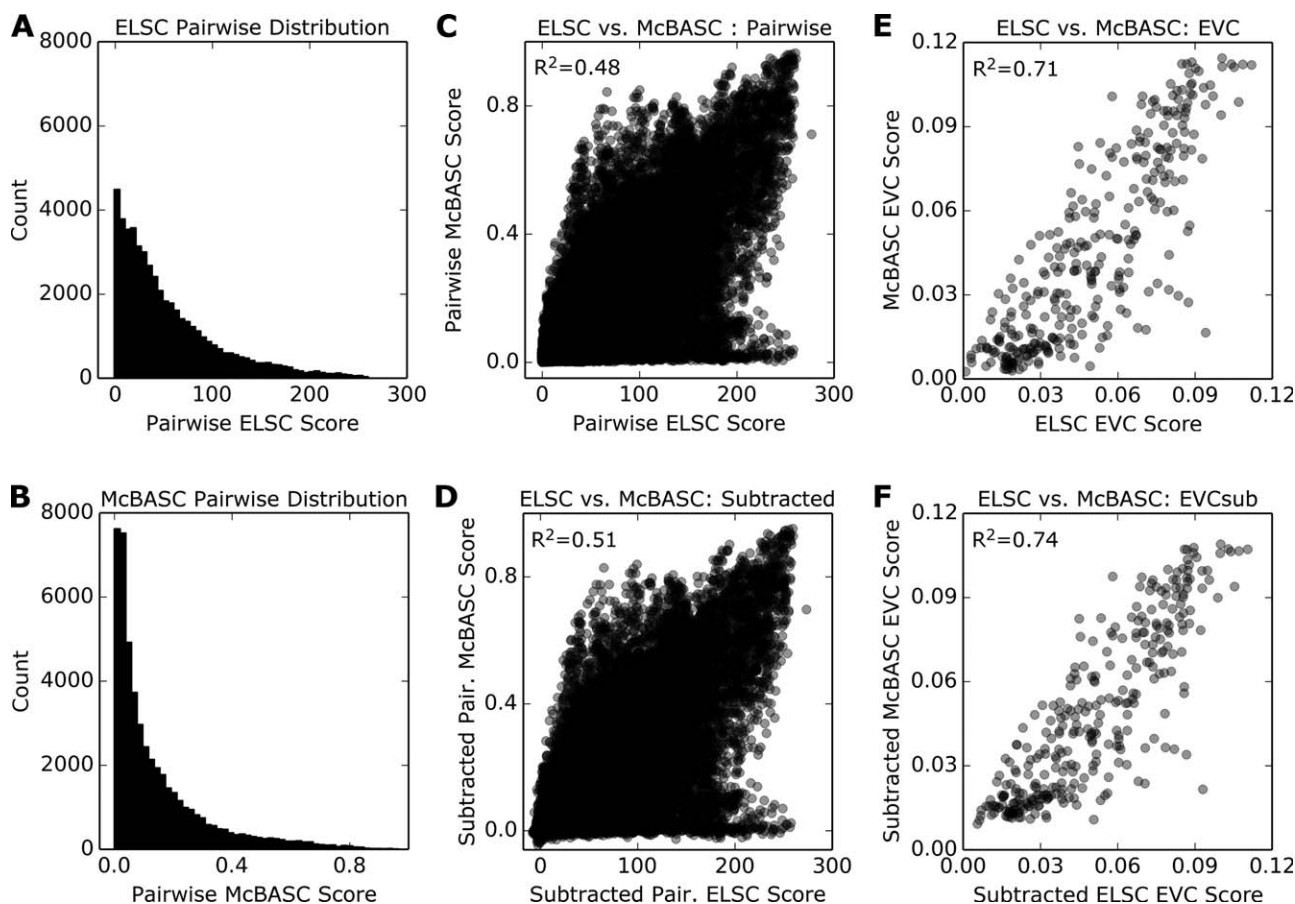 A
ELSC Pairwise Distribution
8000
6000
4000
2000
0
Count
0 100 200 300
Pairwise ELSC Score
B
McBASC Pairwise Distribution
8000
6000
4000
2000
0
Count
0.0 0.4 0.8
Pairwise McBASC Score
C
ELSC vs. McBASC : Pairwise
R²=0.48
0.8
0.4
0.0
Pairwise McBASC Score
0 100 200 300
Pairwise ELSC Score
D
ELSC vs. McBASC: Subtracted
R²=0.51
0.8
0.4
0.0
Subtracted Pair. McBASC Score
0 100 200 300
Subtracted Pair. ELSC Score
E
ELSC vs. McBASC: EVC
0.12
R²=0.71
0.09
0.06
0.03
0.00
McBASC EVC Score
0.00 0.03 0.06 0.09 0.12
ELSC EVC Score
F
ELSC vs. McBASC: EVCsub
0.12
R²=0.74
0.09
0.06
0.03
0.00
Subtracted McBASC EVC Score
0.00 0.03 0.06 0.09 0.12
Subtracted ELSC EVC Score